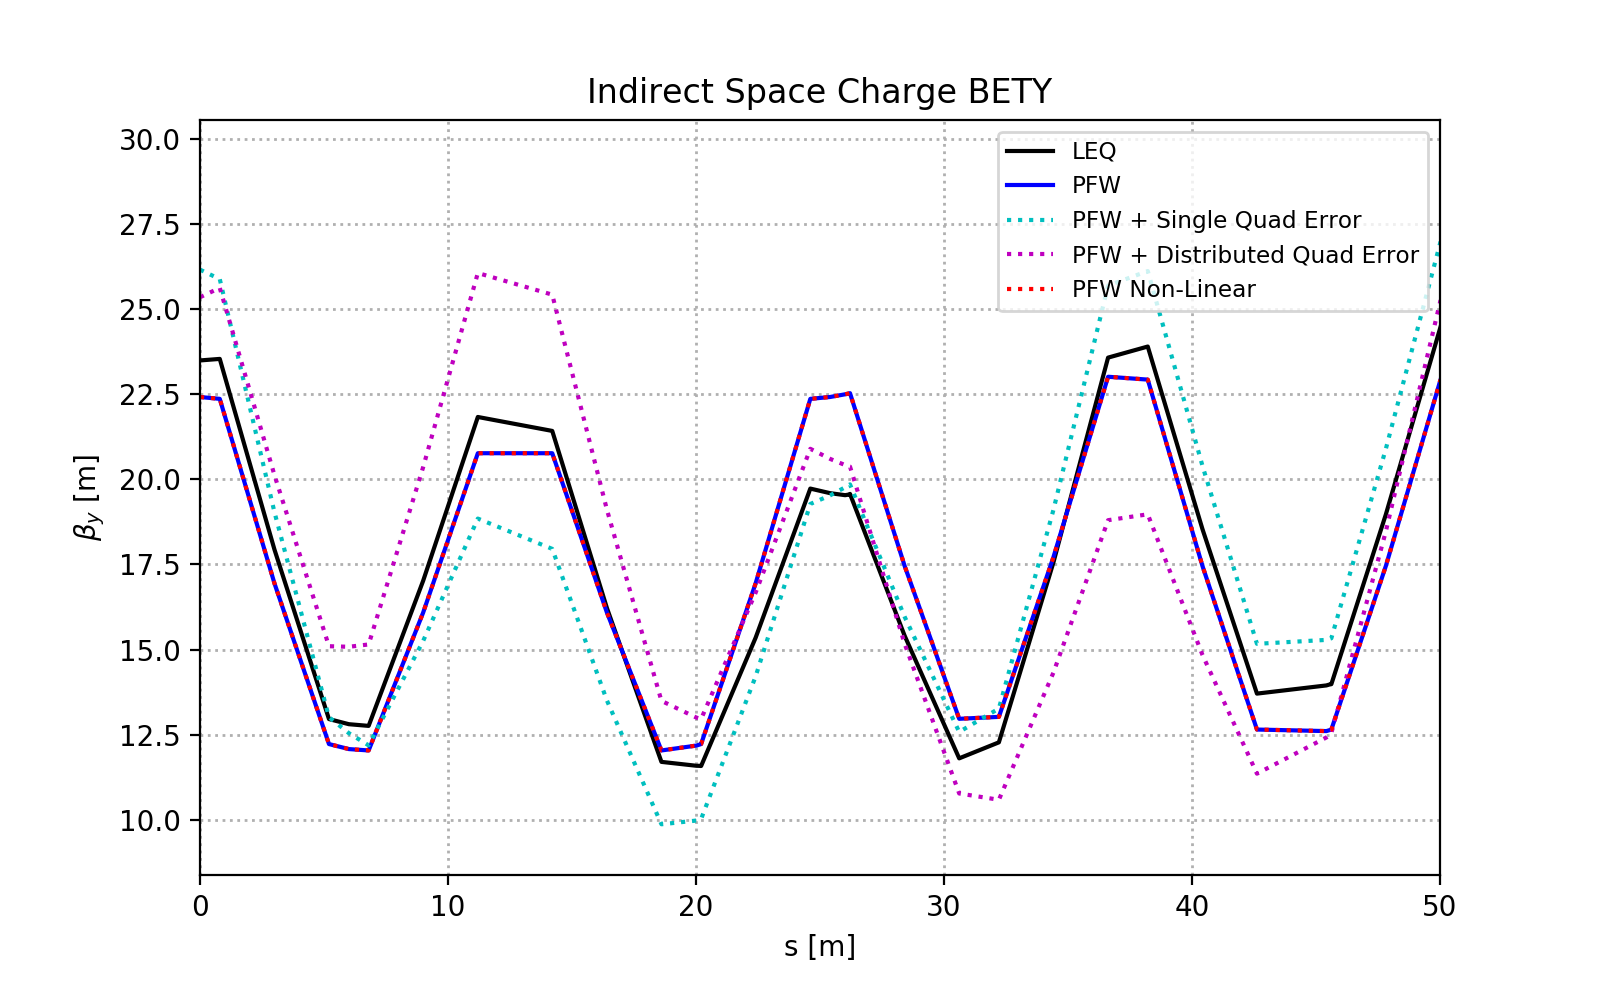 Indirect Space Charge BETY
30.0
27.5
25.0
22.5
20.0
17.5
15.0
12.5
10.0
β_y [m]
LEQ
PFW
PFW + Single Quad Error
PFW + Distributed Quad Error
PFW Non-Linear
0 10 20 30 40 50
s [m]